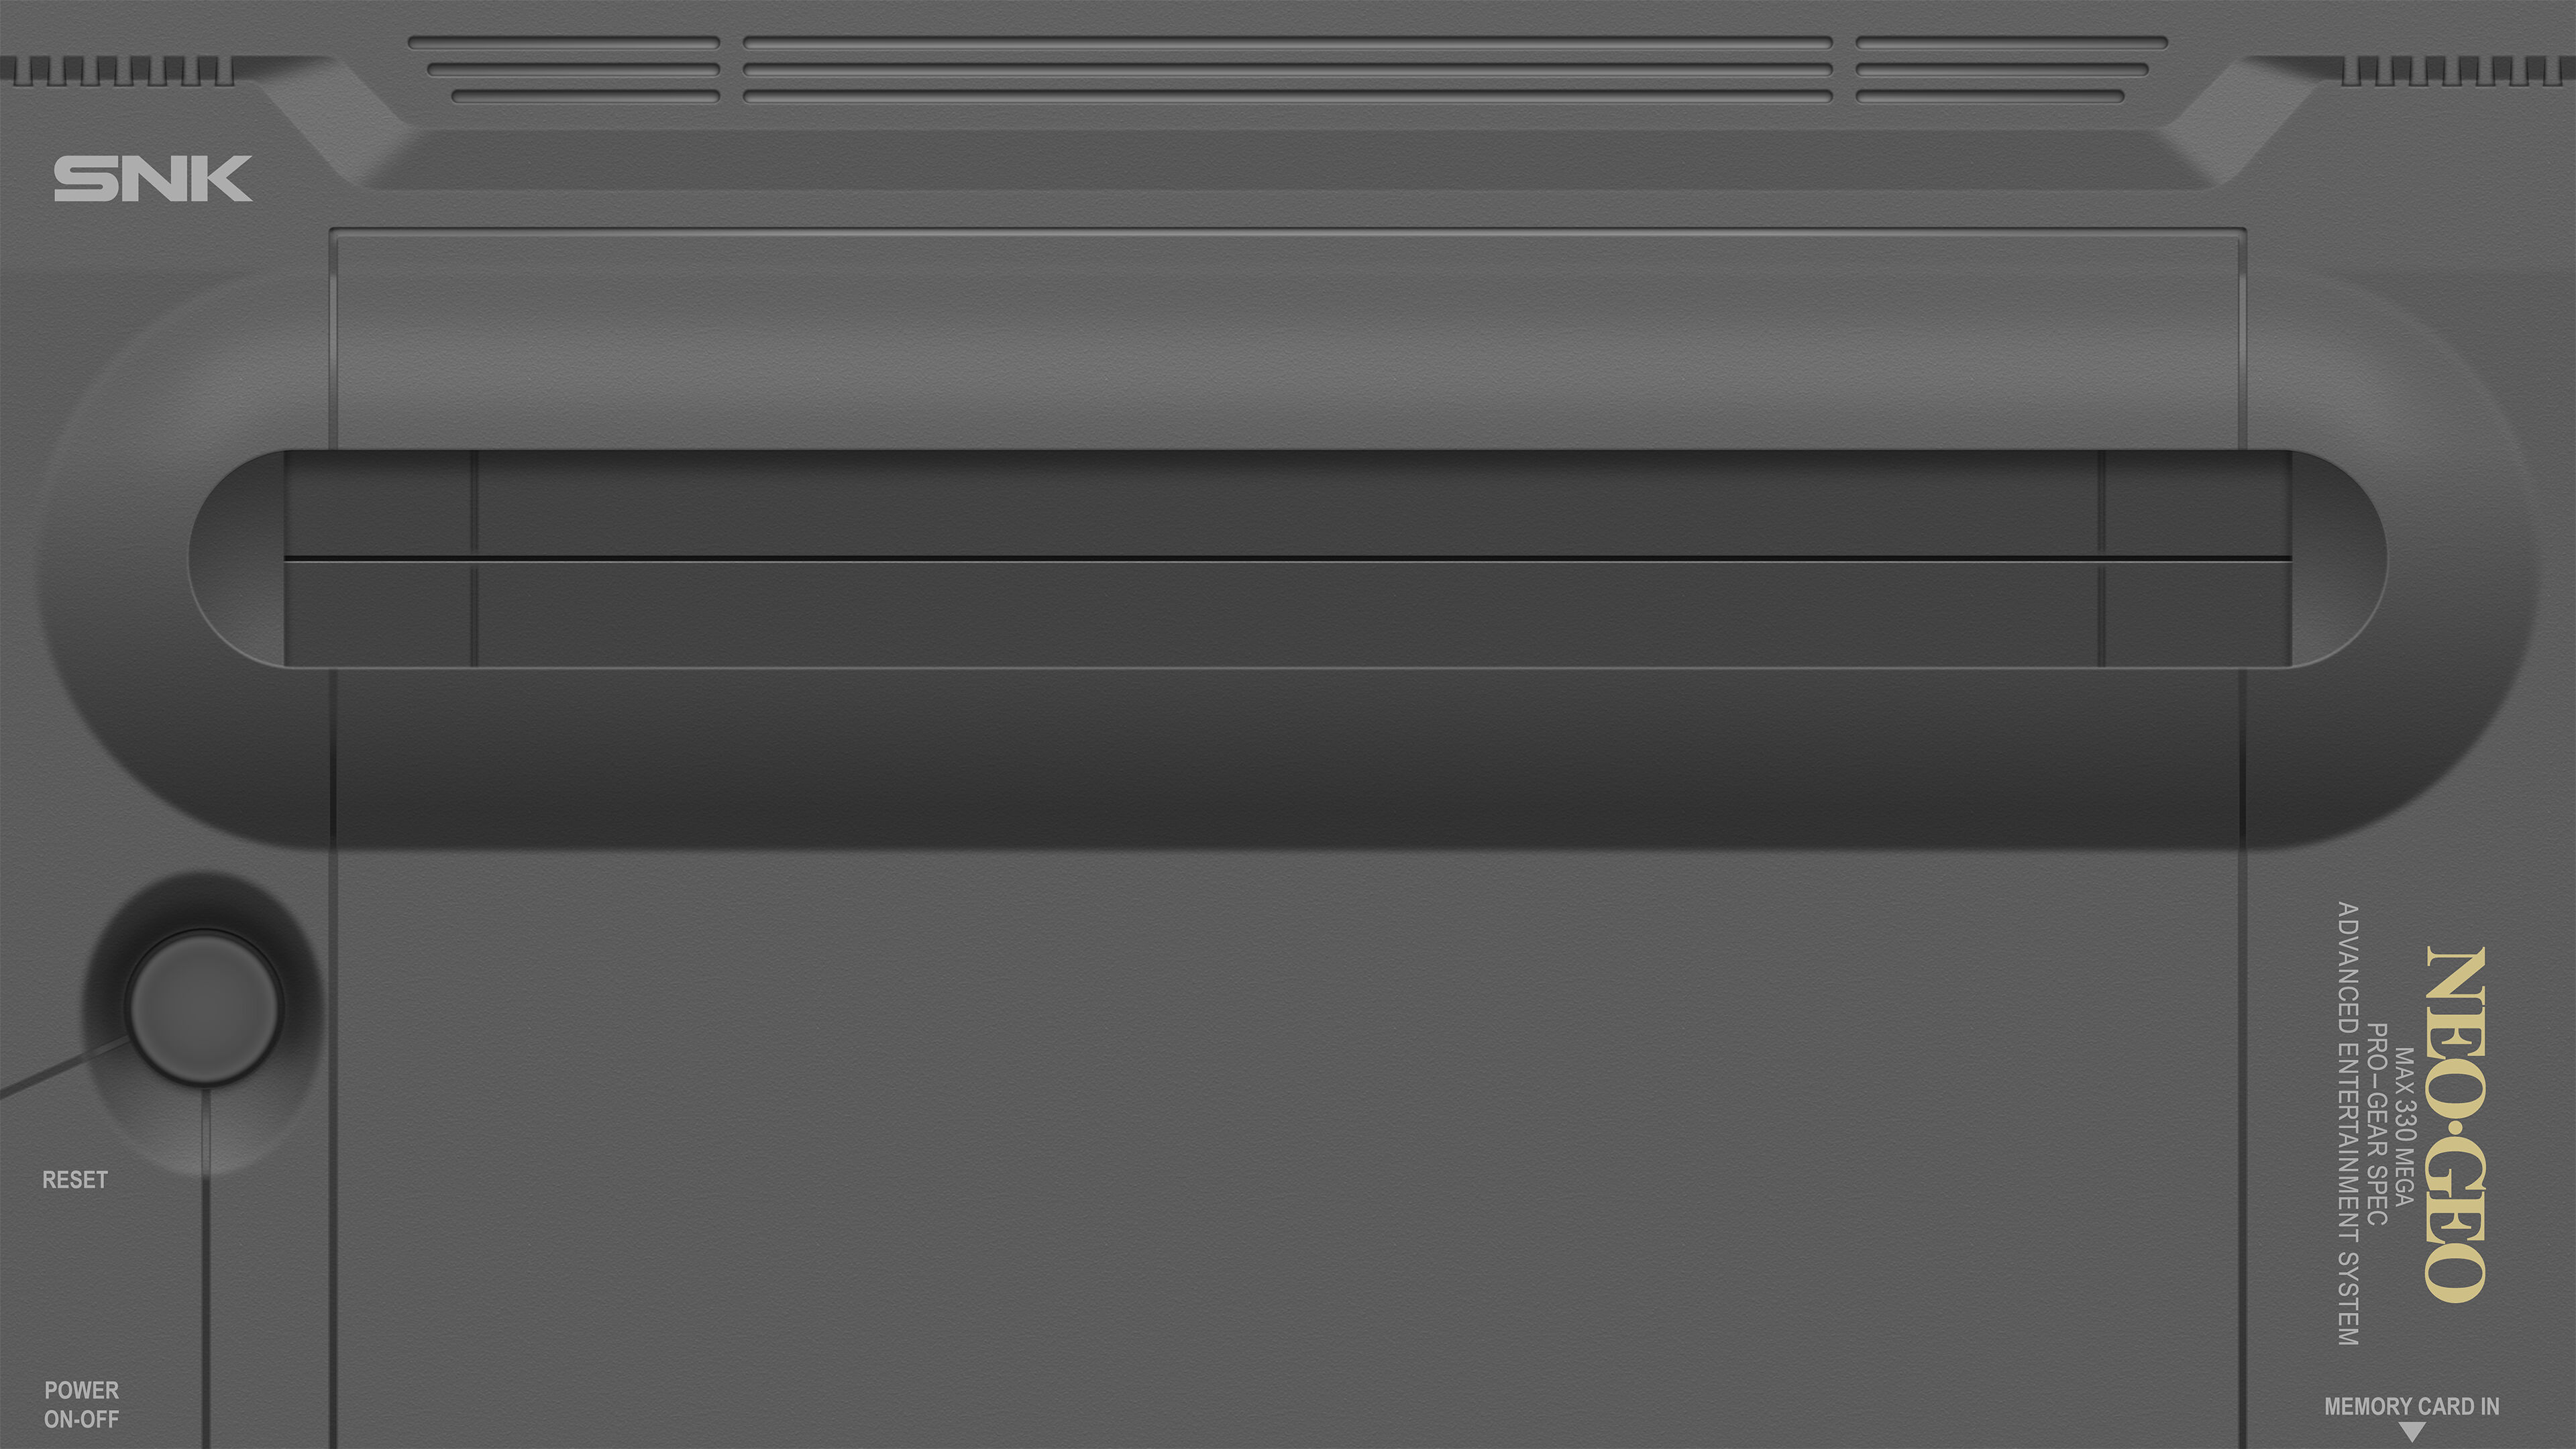 SNK
NEO·GEO
MAX 330 MEGA
PRO-GEAR SPEC
ADVANCED ENTERTAINMENT SYSTEM
RESET
POWER
ON-OFF
MEMORY CARD IN